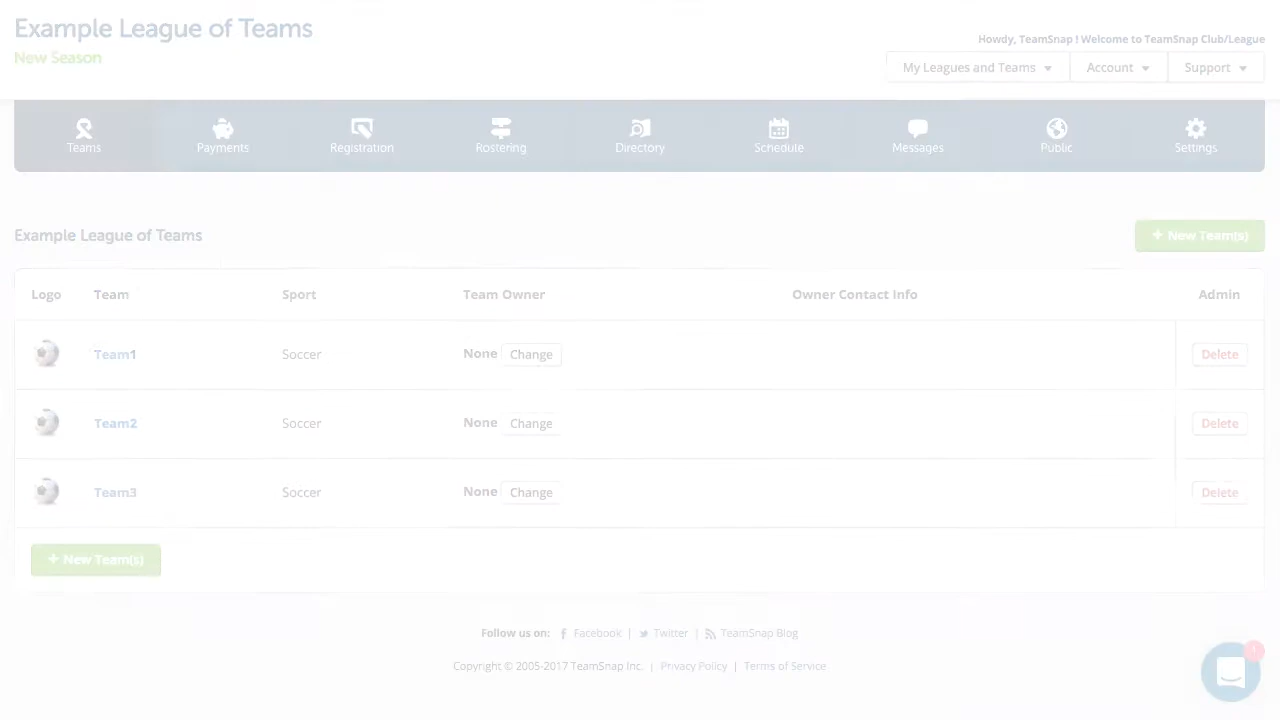 Example League of Teams
New Season
Howdy, TeamSnap ! Welcome to TeamSnap Club/League
My Leagues and Teams Account Support
Teams Payments Registration Rostering Directory Schedule Messages Public Settings
Example League of Teams
+ New Team(s)
Logo Team Sport Team Owner Owner Contact Info Admin
Team1 Soccer None Change Delete
Team2 Soccer None Change Delete
Team3 Soccer None Change Delete
+ New Team(s)
Follow us on: Facebook | Twitter | TeamSnap Blog
Copyright © 2005-2017 TeamSnap Inc. | Privacy Policy | Terms of Service
1